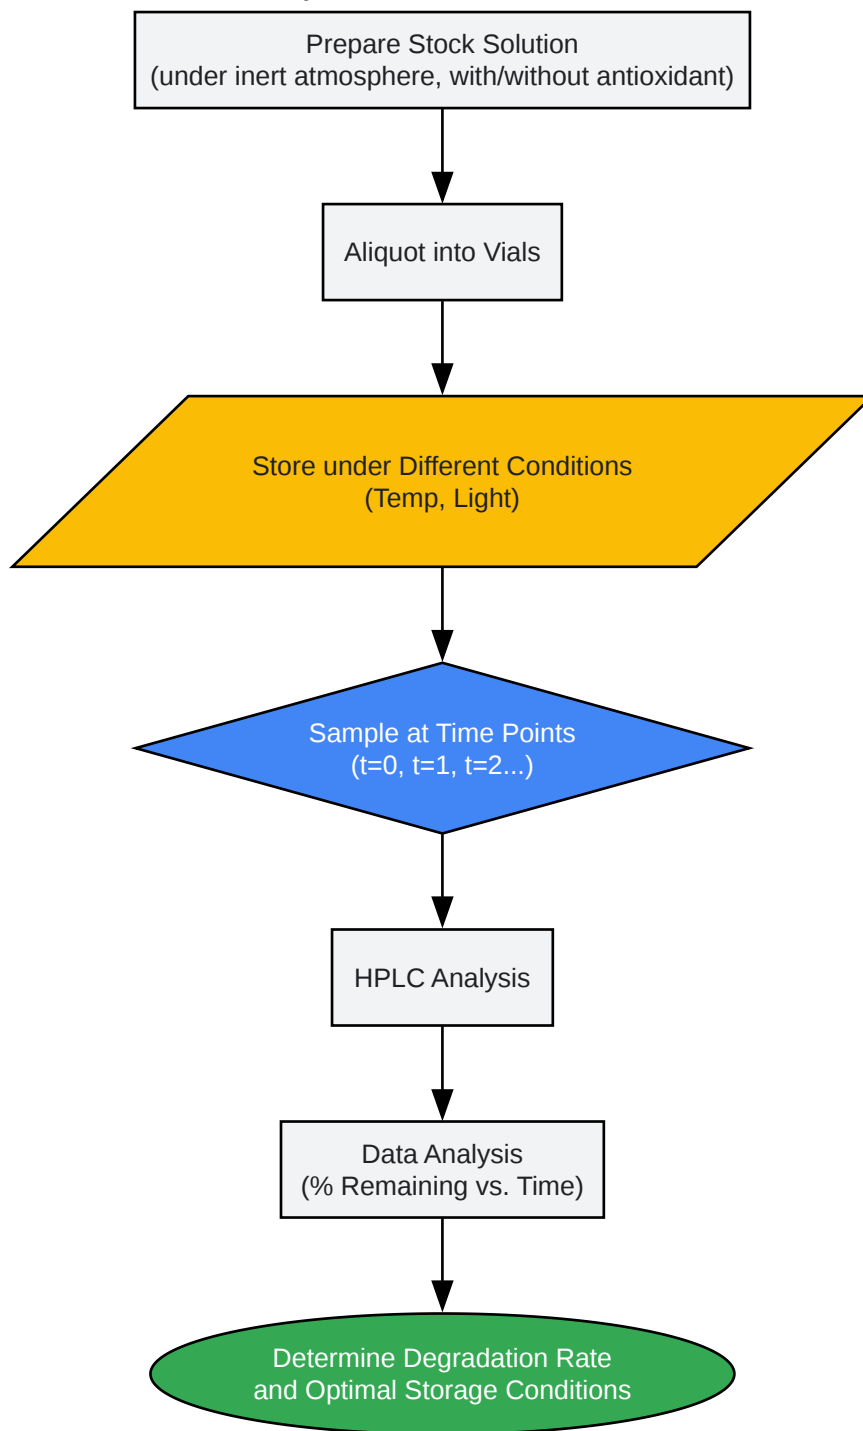 Prepare Stock Solution
(under inert atmosphere, with/without antioxidant)
Aliquot into Vials
Store under Different Conditions
(Temp, Light)
Sample at Time Points
(t=0, t=1, t=2...)
HPLC Analysis
Data Analysis
(% Remaining vs. Time)
Determine Degradation Rate
and Optimal Storage Conditions